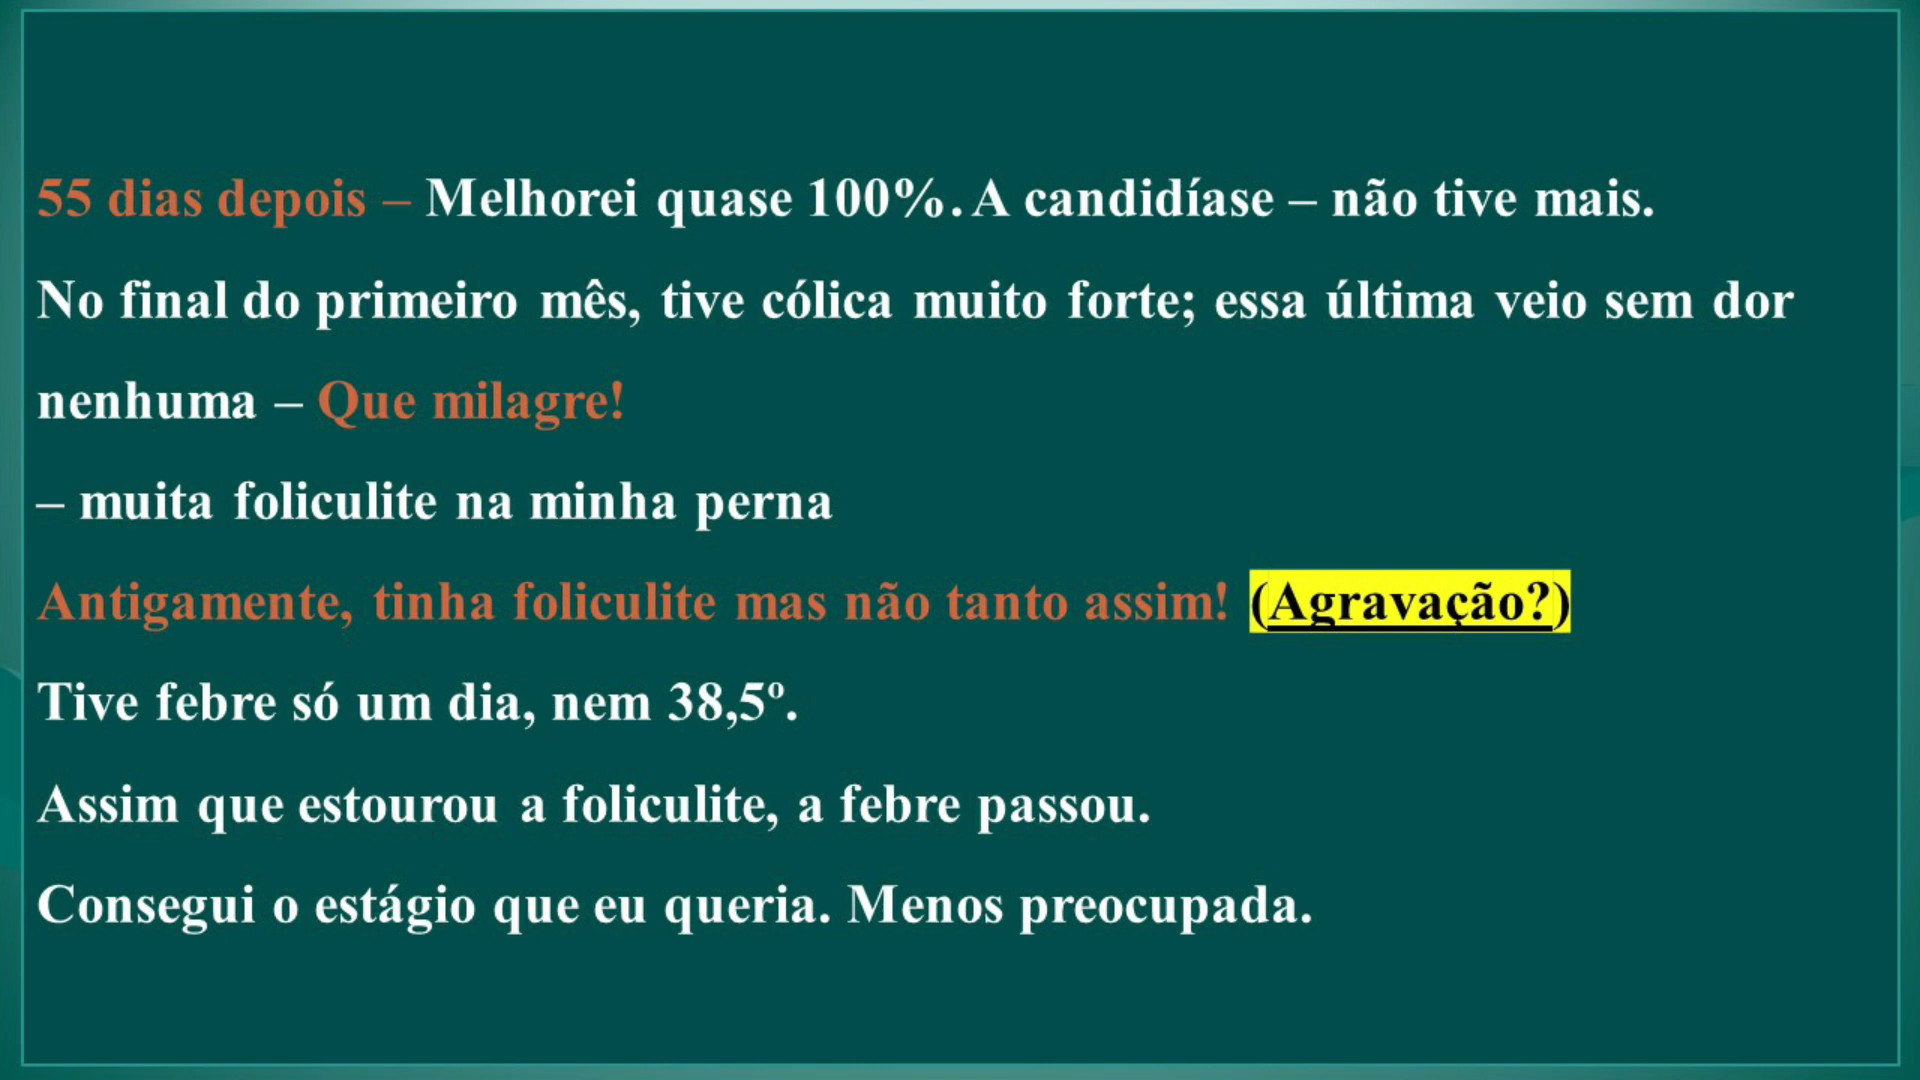 55 dias depois – Melhorei quase 100%. A candidíase – não tive mais.
No final do primeiro mês, tive cólica muito forte; essa última veio sem dor
nenhuma – Que milagre!
– muita foliculite na minha perna
Antigamente, tinha foliculite mas não tanto assim! (Agravação?)
Tive febre só um dia, nem 38,5º.
Assim que estourou a foliculite, a febre passou.
Consegui o estágio que eu queria. Menos preocupada.